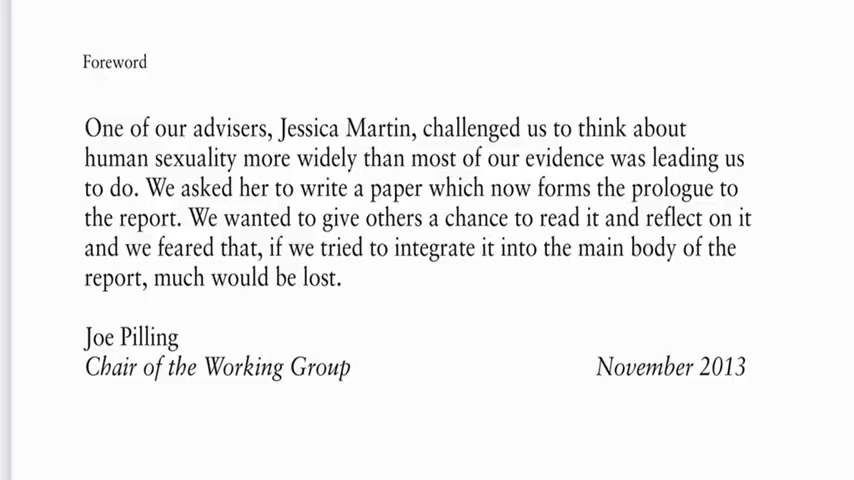 Foreword
One of our advisers, Jessica Martin, challenged us to think about
human sexuality more widely than most of our evidence was leading us
to do. We asked her to write a paper which now forms the prologue to
the report. We wanted to give others a chance to read it and reflect on it
and we feared that, if we tried to integrate it into the main body of the
report, much would be lost.
Joe Pilling
Chair of the Working Group November 2013